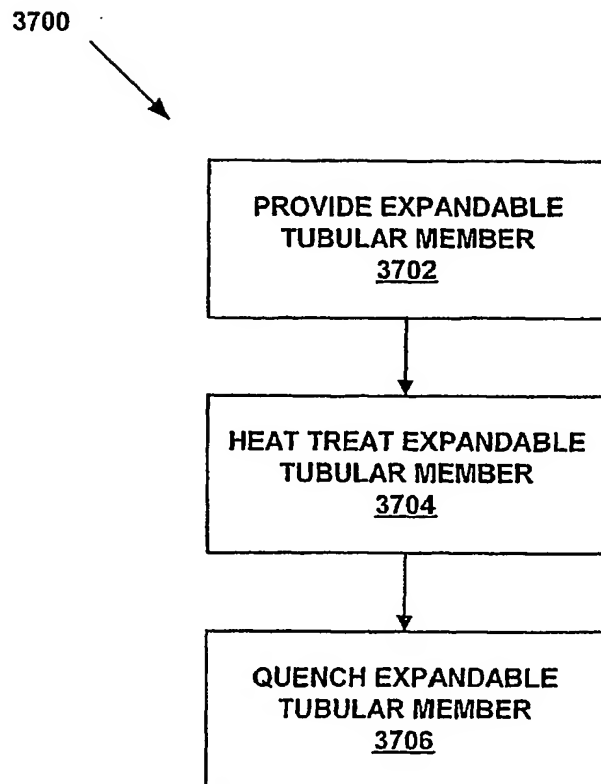 3700
PROVIDE EXPANDABLE
TUBULAR MEMBER
3702
HEAT TREAT EXPANDABLE
TUBULAR MEMBER
3704
QUENCH EXPANDABLE
TUBULAR MEMBER
3706